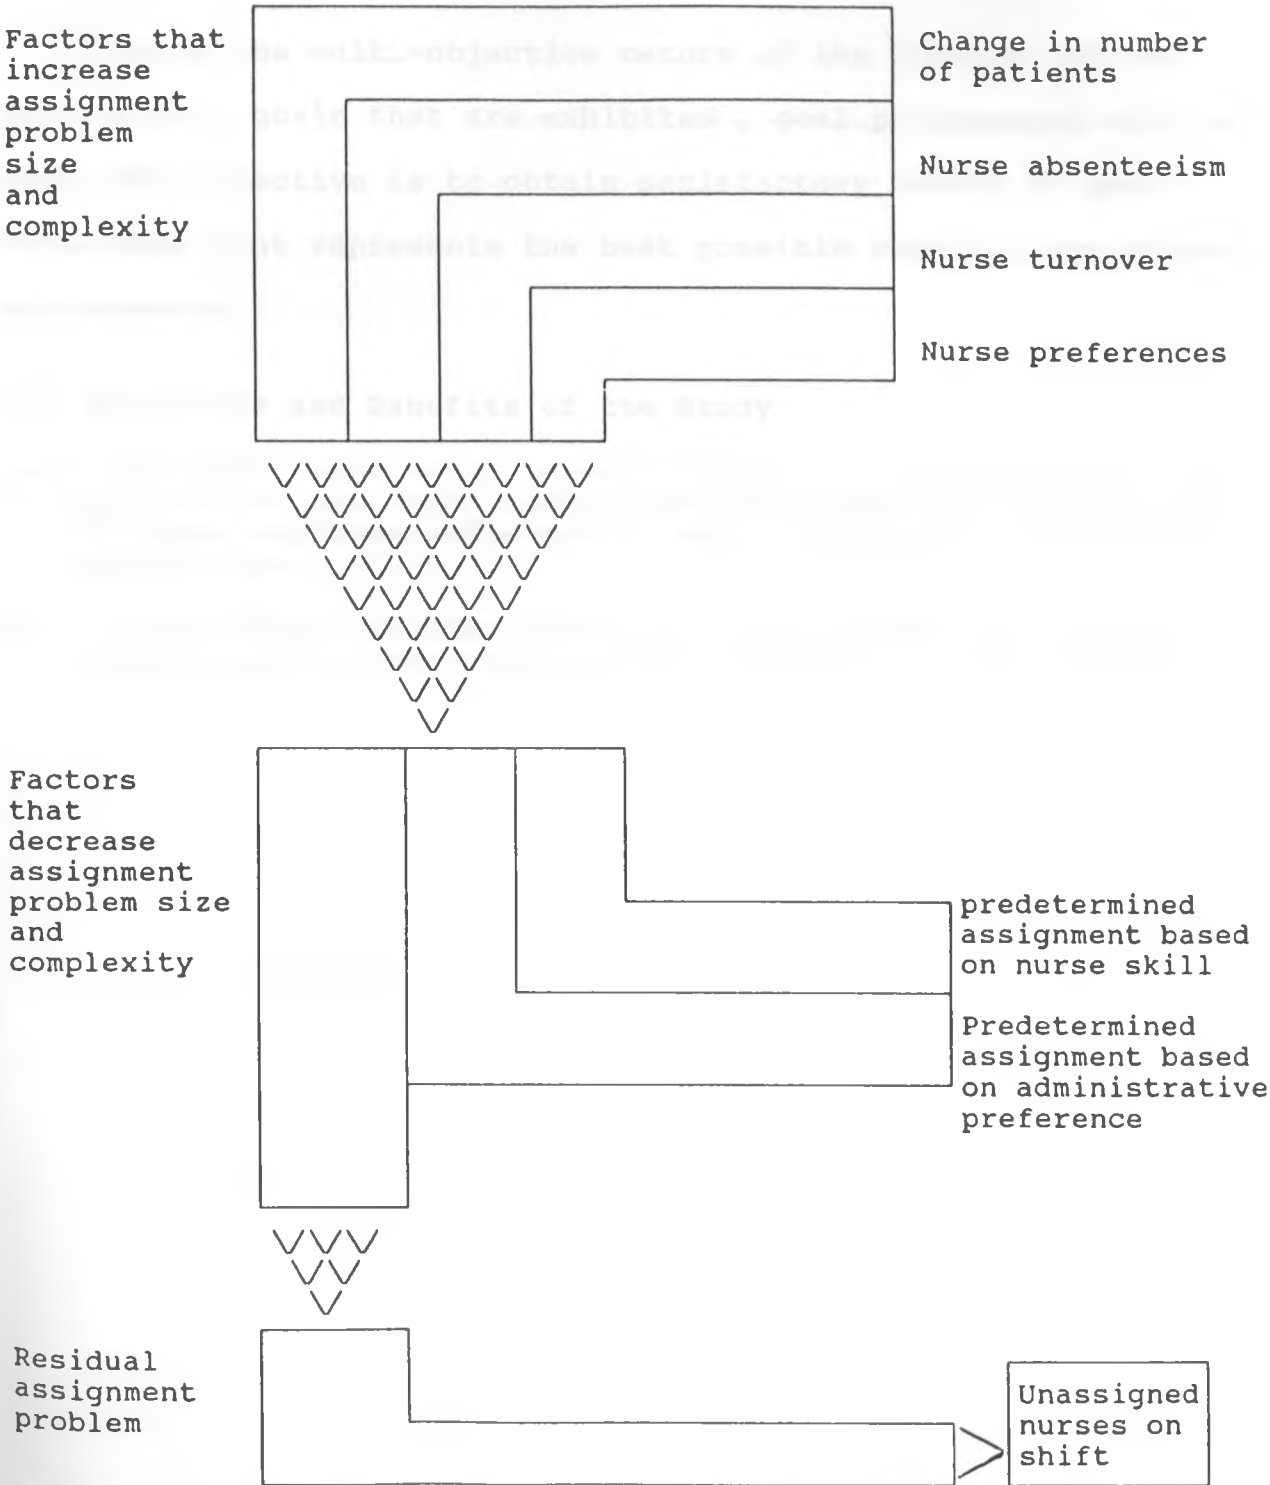 Factors that
increase
assignment
problem
size
and
complexity
Change in number
of patients
Nurse absenteeism
Nurse turnover
Nurse preferences
Factors
that
decrease
assignment
problem size
and
complexity
predetermined
assignment based
on nurse skill
Predetermined
assignment based
on administrative
preference
Residual
assignment
problem
Unassigned
nurses on
shift